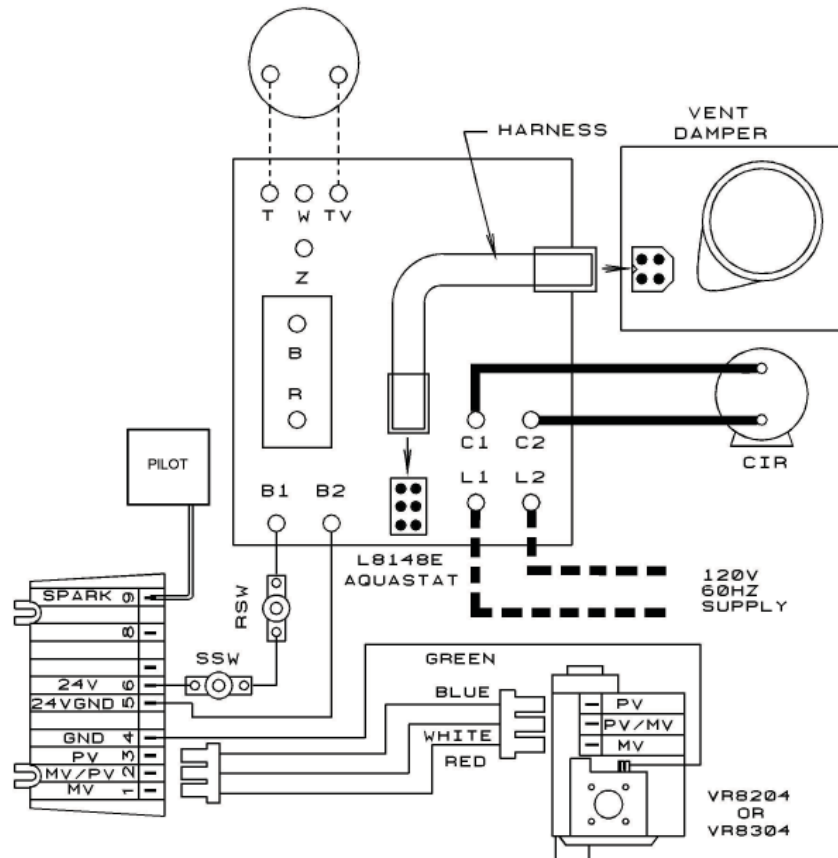 HARNESS
VENT
DAMPER
T W TV
Z
B
R
C1 C2
CIR
PILOT
B1 B2
L1 L2
L8148E
AQUASTAT
120V
60HZ
SUPPLY
RSW
SSW
SPARK 9
8
24V 6
24VGND 5
GND 4
PV 3
MV/PV 2
MV 1
GREEN
BLUE
WHITE
RED
PV
PV/MV
MV
VR8204
OR
VR8304